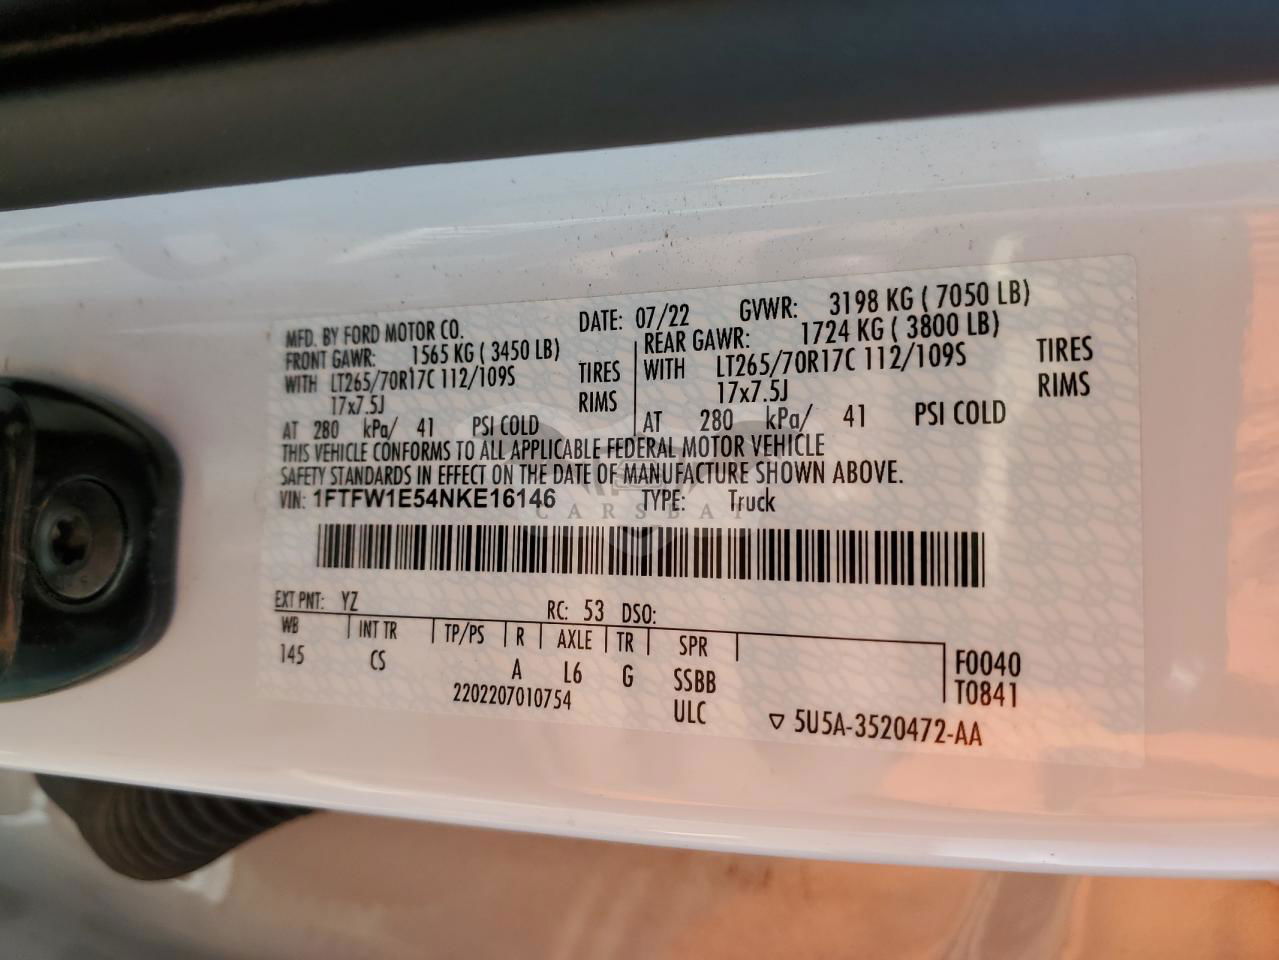 MFD. BY FORD MOTOR CO. DATE: 07/22 GVWR: 3198 KG ( 7050 LB)
FRONT GAWR: 1565 KG ( 3450 LB) REAR GAWR: 1724 KG ( 3800 LB)
WITH LT265/70R17C 112/109S TIRES WITH LT265/70R17C 112/109S TIRES
17x7.5J RIMS 17x7.5J RIMS
AT 280 kPa/ 41 PSI COLD AT 280 kPa/ 41 PSI COLD
THIS VEHICLE CONFORMS TO ALL APPLICABLE FEDERAL MOTOR VEHICLE
SAFETY STANDARDS IN EFFECT ON THE DATE OF MANUFACTURE SHOWN ABOVE.
VIN: 1FTFW1E54NKE16146 TYPE: Truck
CARSBAT
EXT PNT: YZ RC: 53 DSO:
WB INT TR TP/PS R AXLE TR SPR
145 CS A L6 G SSBB F0040
T0841
2202207010754 ULC ▽ 5U5A-3520472-AA